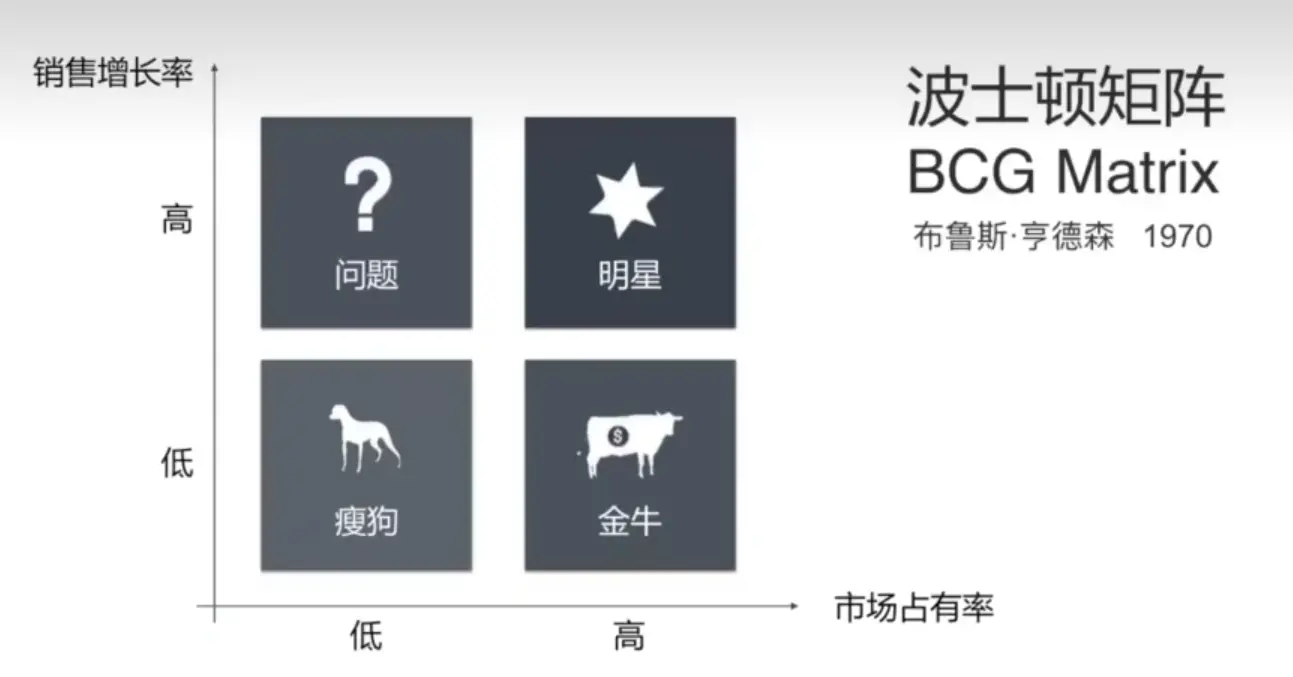 销售增长率
波士顿矩阵
BCG Matrix
布鲁斯·亨德森 1970
高
?
问题
明星
低
瘦狗
$
金牛
低
高
市场占有率